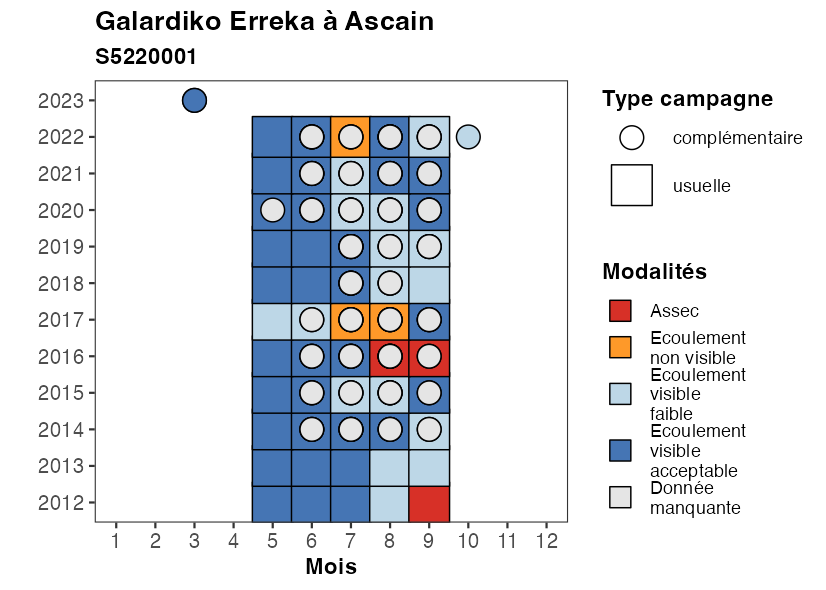 Galardiko Erreka à Ascain
S5220001
2023
2022
2021
2020
2019
2018
2017
2016
2015
2014
2013
2012
1 2 3 4 5 6 7 8 9 10 11 12
Mois
Type campagne
complémentaire
usuelle
Modalités
Assec
Ecoulement
non visible
Ecoulement
visible
faible
Ecoulement
visible
acceptable
Donnée
manquante